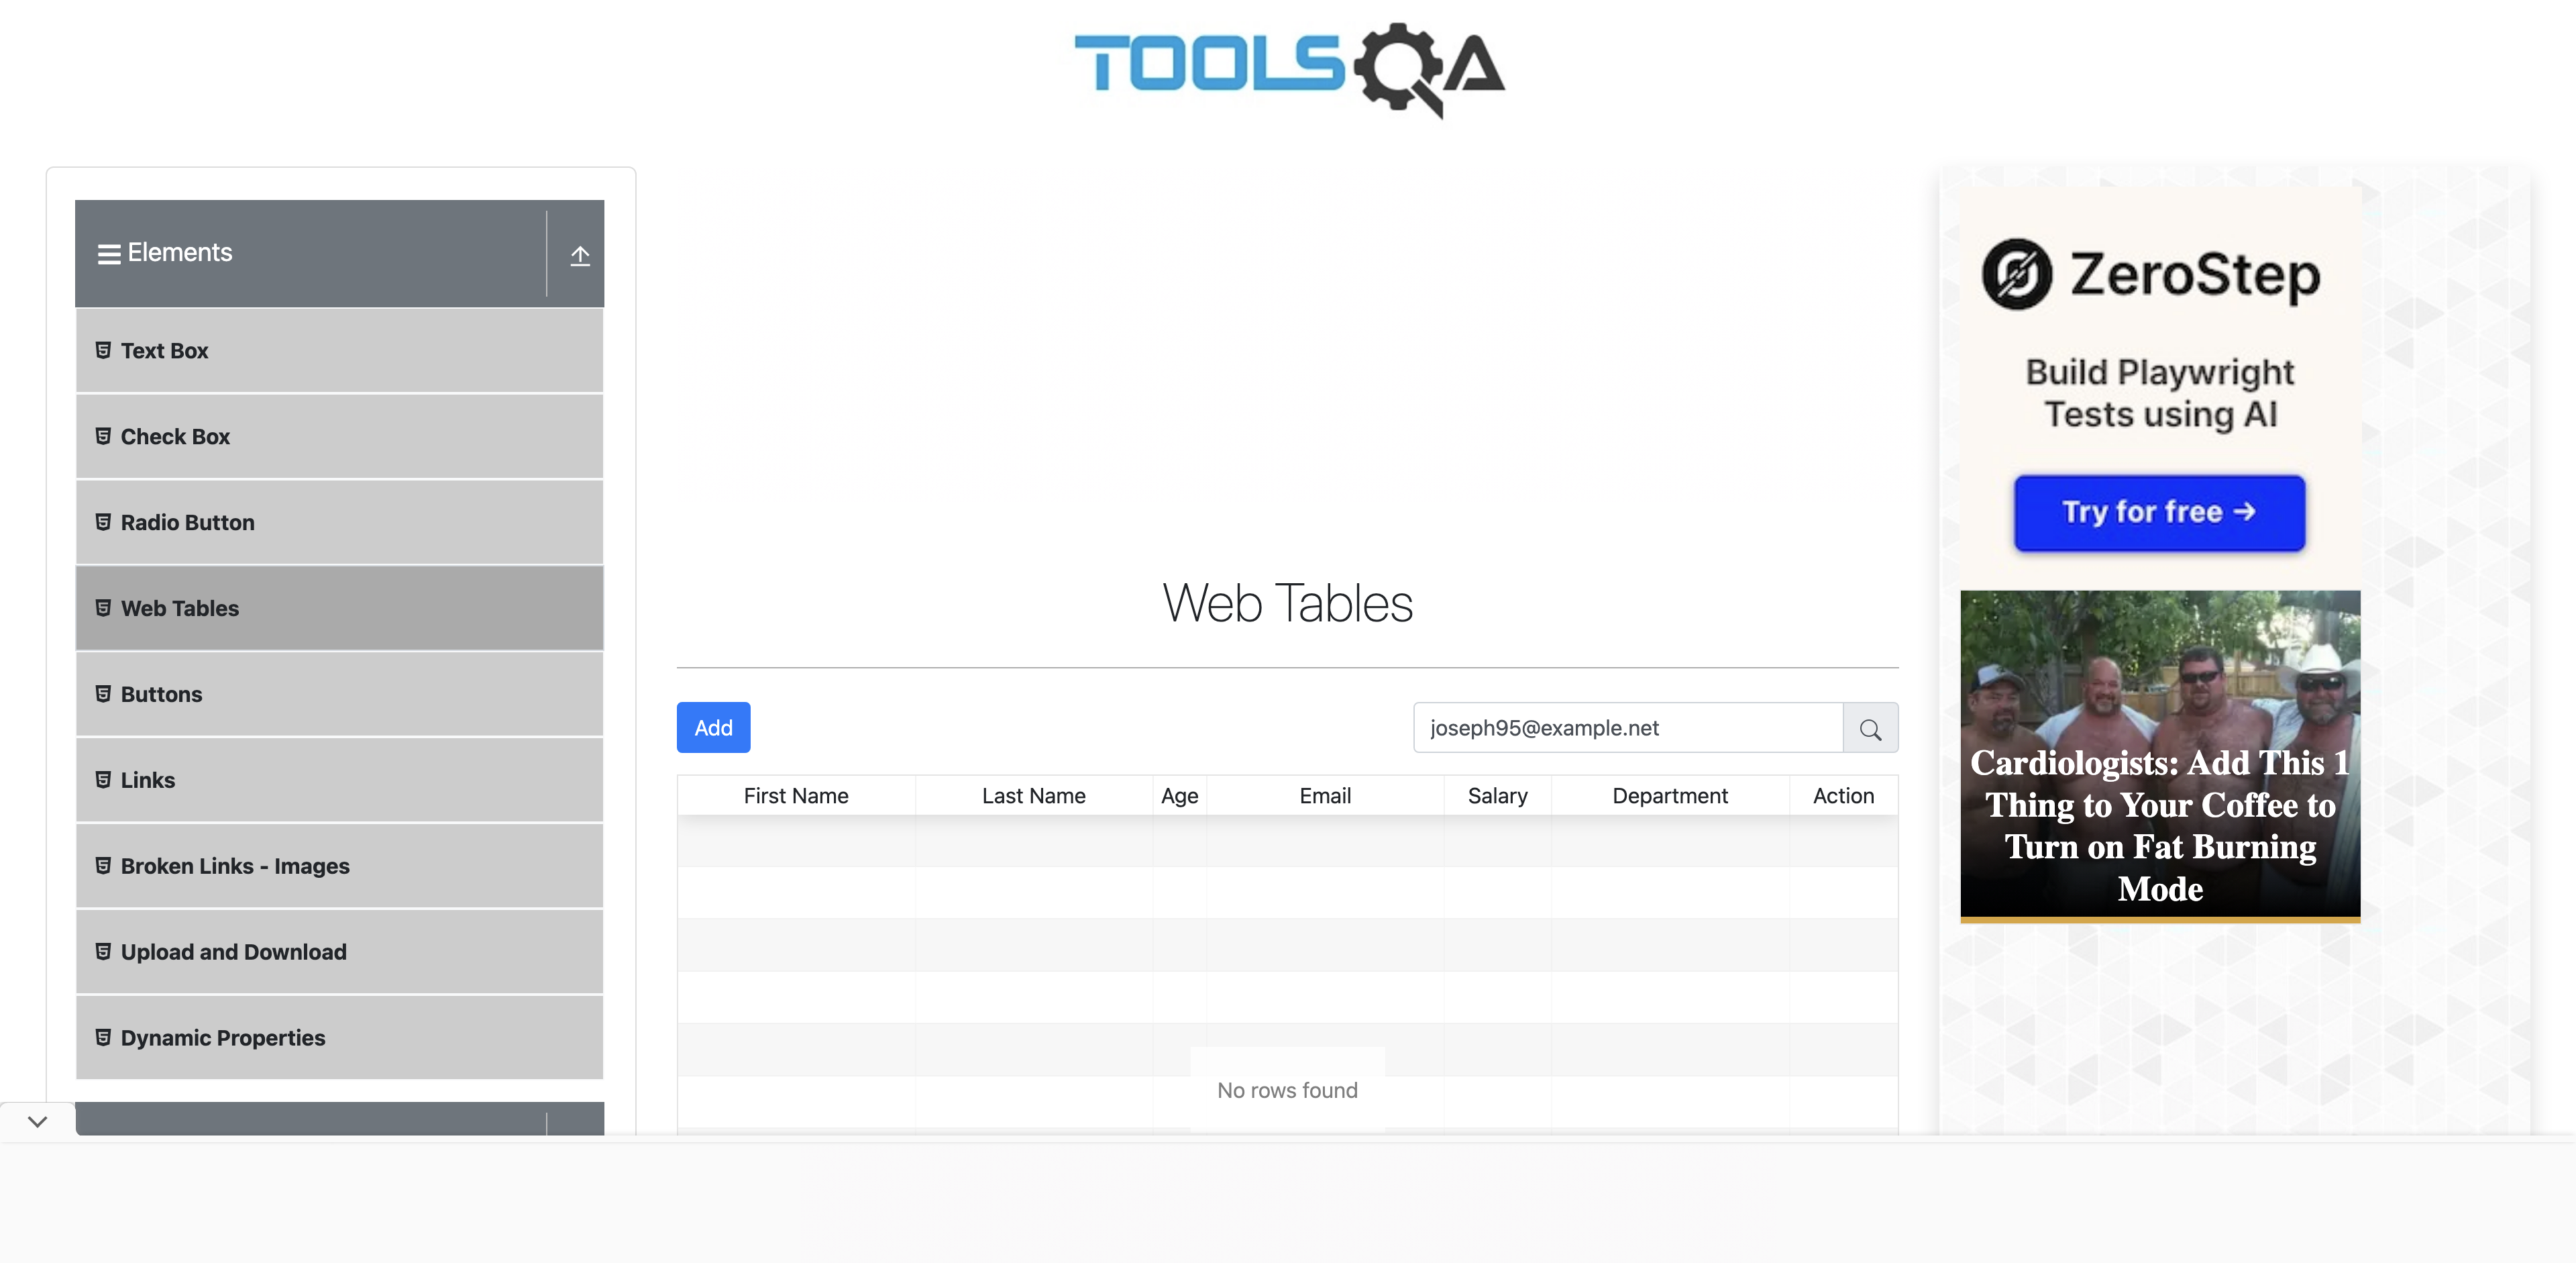 TOOLSQA
Elements
Text Box
Check Box
Radio Button
Web Tables
Buttons
Links
Broken Links - Images
Upload and Download
Dynamic Properties
Web Tables
Add
joseph95@example.net
First Name Last Name Age Email Salary Department Action
No rows found
ZeroStep
Build Playwright
Tests using AI
Try for free →
Cardiologists: Add This 1
Thing to Your Coffee to
Turn on Fat Burning
Mode